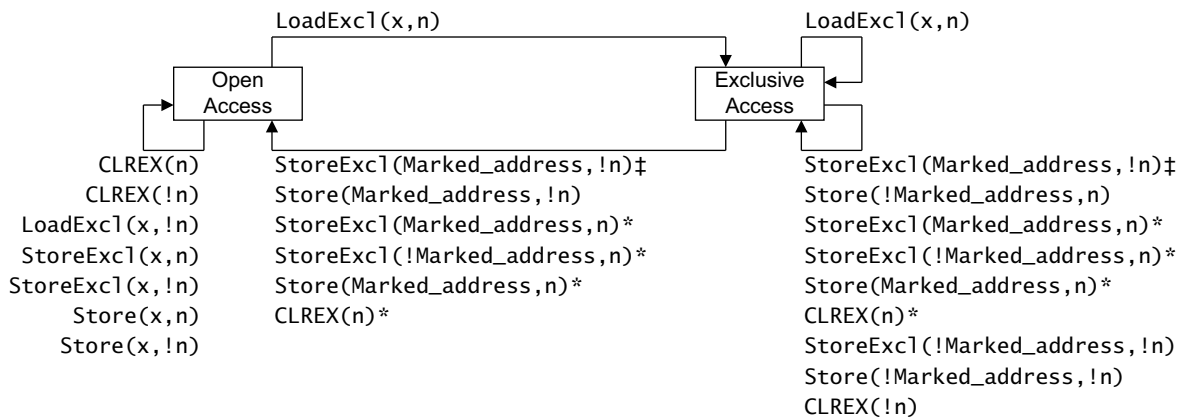 LoadExcl(x,n)
LoadExcl(x,n)
Open
Access
Exclusive
Access
CLREX(n)
CLREX(!n)
LoadExcl(x,!n)
StoreExcl(x,n)
StoreExcl(x,!n)
Store(x,n)
Store(x,!n)
StoreExcl(Marked_address,!n)‡
Store(Marked_address,!n)
StoreExcl(Marked_address,n)*
StoreExcl(!Marked_address,n)*
Store(Marked_address,n)*
CLREX(n)*
StoreExcl(Marked_address,!n)‡
Store(!Marked_address,n)
StoreExcl(Marked_address,n)*
StoreExcl(!Marked_address,n)*
Store(Marked_address,n)*
CLREX(n)*
StoreExcl(!Marked_address,!n)
Store(!Marked_address,!n)
CLREX(!n)